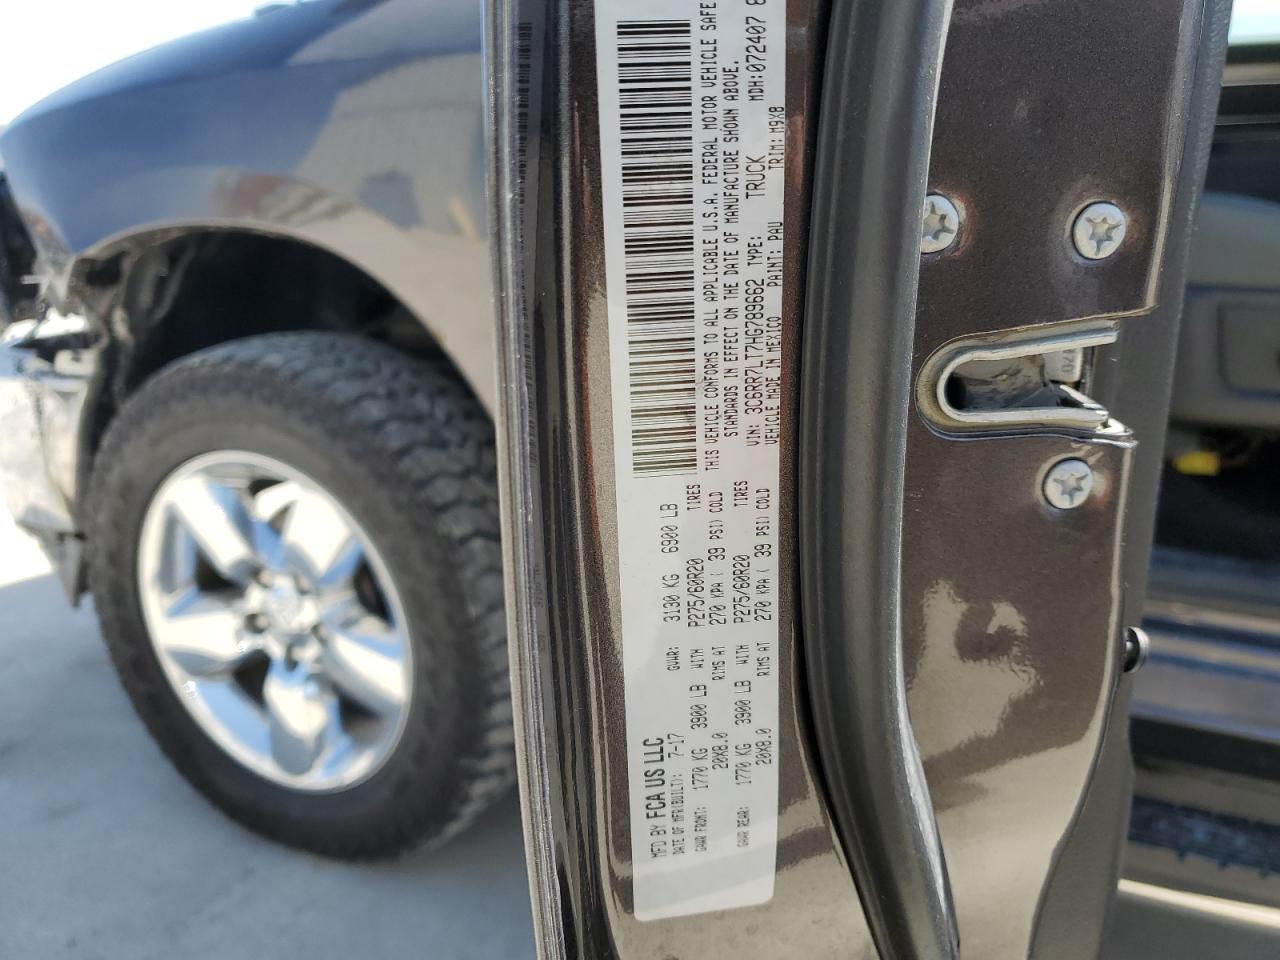 MFD BY FCA US LLC
DATE OF MFR(BUILT): 7-17
GVWR: 3130 KG 6900 LB
GAWR FRONT: 1770 KG 3900 LB WITH P275/60R20 TIRES
20X8.0 RIMS AT 270 KPA ( 39 PSI) COLD
GAWR REAR: 1770 KG 3900 LB WITH P275/60R20 TIRES
20X8.0 RIMS AT 270 KPA ( 39 PSI) COLD
THIS VEHICLE CONFORMS TO ALL APPLICABLE U.S.A. FEDERAL MOTOR VEHICLE SAFE
STANDARDS IN EFFECT ON THE DATE OF MANUFACTURE SHOWN ABOVE.
VIN: 3C6RR7LT7HG789662 TYPE: TRUCK MDH:072407 8
VEHICLE MADE IN MEXICO PAINT: PAU TRIM: M9X8